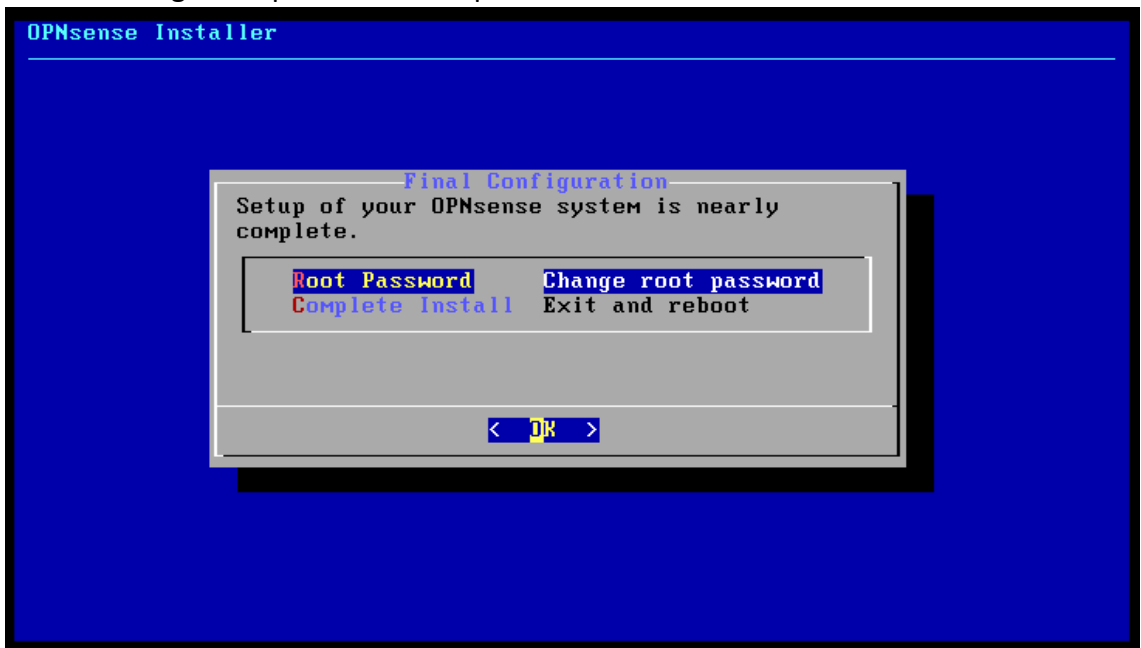 OPNsense Installer
Final Configuration
Setup of your OPNsense system is nearly
complete.
Root Password Change root password
Complete Install Exit and reboot
< OK >